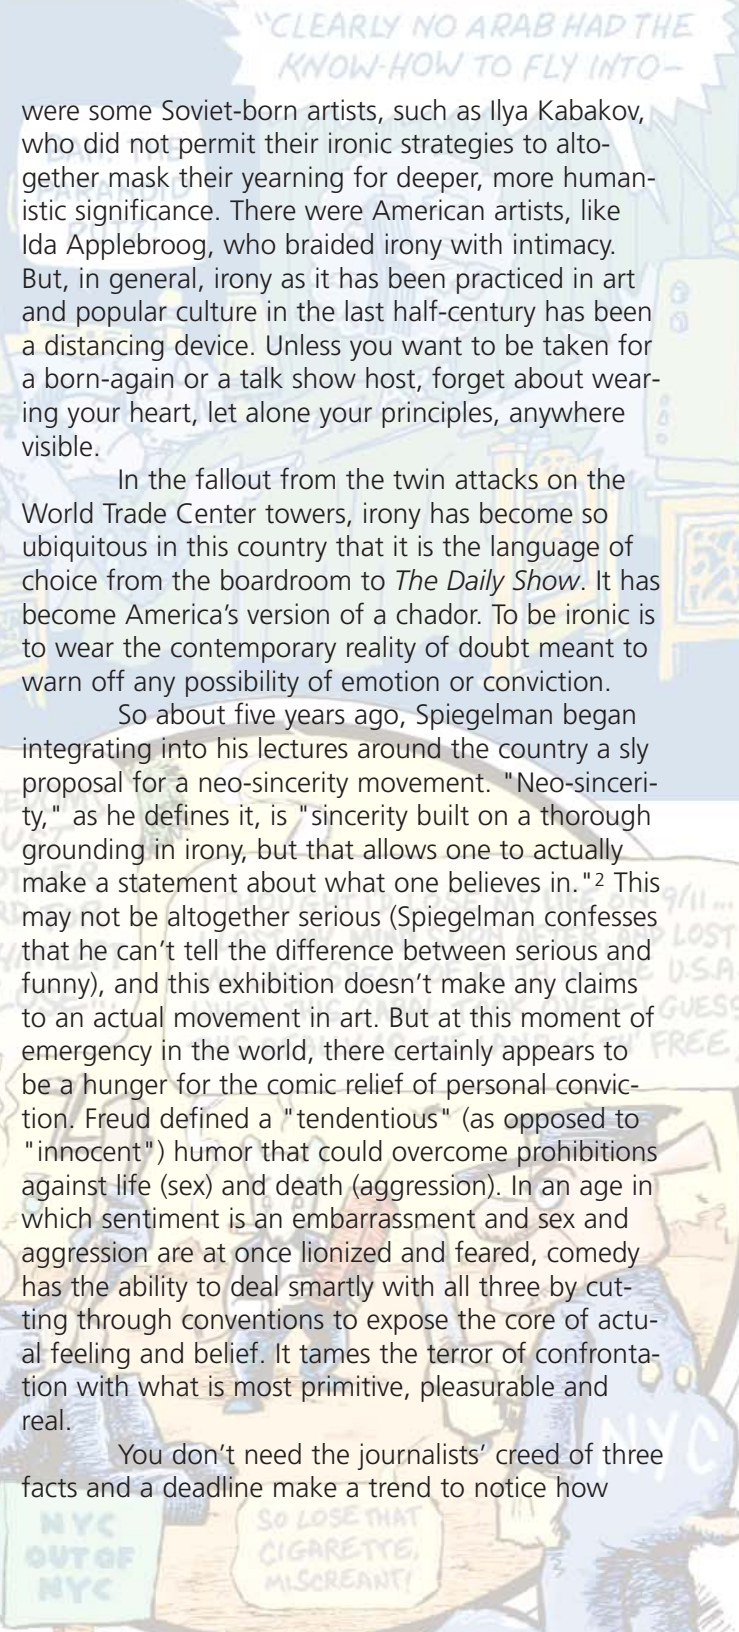 "CLEARLY NO ARAB HAD THE
KNOW-HOW TO FLY INTO–
were some Soviet-born artists, such as Ilya Kabakov,
who did not permit their ironic strategies to alto-
gether mask their yearning for deeper, more human-
istic significance. There were American artists, like
Ida Applebroog, who braided irony with intimacy.
But, in general, irony as it has been practiced in art
and popular culture in the last half-century has been
a distancing device. Unless you want to be taken for
a born-again or a talk show host, forget about wear-
ing your heart, let alone your principles, anywhere
visible.
In the fallout from the twin attacks on the
World Trade Center towers, irony has become so
ubiquitous in this country that it is the language of
choice from the boardroom to The Daily Show. It has
become America's version of a chador. To be ironic is
to wear the contemporary reality of doubt meant to
warn off any possibility of emotion or conviction.
So about five years ago, Spiegelman began
integrating into his lectures around the country a sly
proposal for a neo-sincerity movement. "Neo-sinceri-
ty," as he defines it, is "sincerity built on a thorough
grounding in irony, but that allows one to actually
make a statement about what one believes in."2 This
may not be altogether serious (Spiegelman confesses
that he can't tell the difference between serious and
funny), and this exhibition doesn't make any claims
to an actual movement in art. But at this moment of
emergency in the world, there certainly appears to
be a hunger for the comic relief of personal convic-
tion. Freud defined a "tendentious" (as opposed to
"innocent") humor that could overcome prohibitions
against life (sex) and death (aggression). In an age in
which sentiment is an embarrassment and sex and
aggression are at once lionized and feared, comedy
has the ability to deal smartly with all three by cut-
ting through conventions to expose the core of actu-
al feeling and belief. It tames the terror of confronta-
tion with what is most primitive, pleasurable and
real.
You don't need the journalists' creed of three
facts and a deadline make a trend to notice how
I THOUGHT I'D LOSE MY LIFE ON 9/11...
LOST
U.S.A.
GUESS
FREE
NYC
NYC
OUT OF
NYC
SO LOSE THAT
CIGARETTE,
MISCREANT!